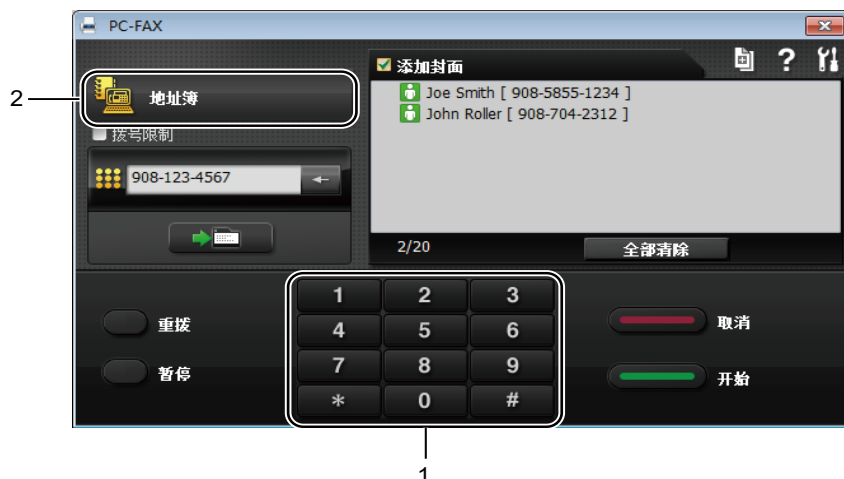 PC-FAX
2
地址簿
添加封面
?
Joe Smith [ 908-5855-1234 ]
John Roller [ 908-704-2312 ]
拨号限制
908-123-4567
2/20
全部清除
1 2 3
4 5 6
7 8 9
* 0 #
重拨
暂停
取消
开始
1